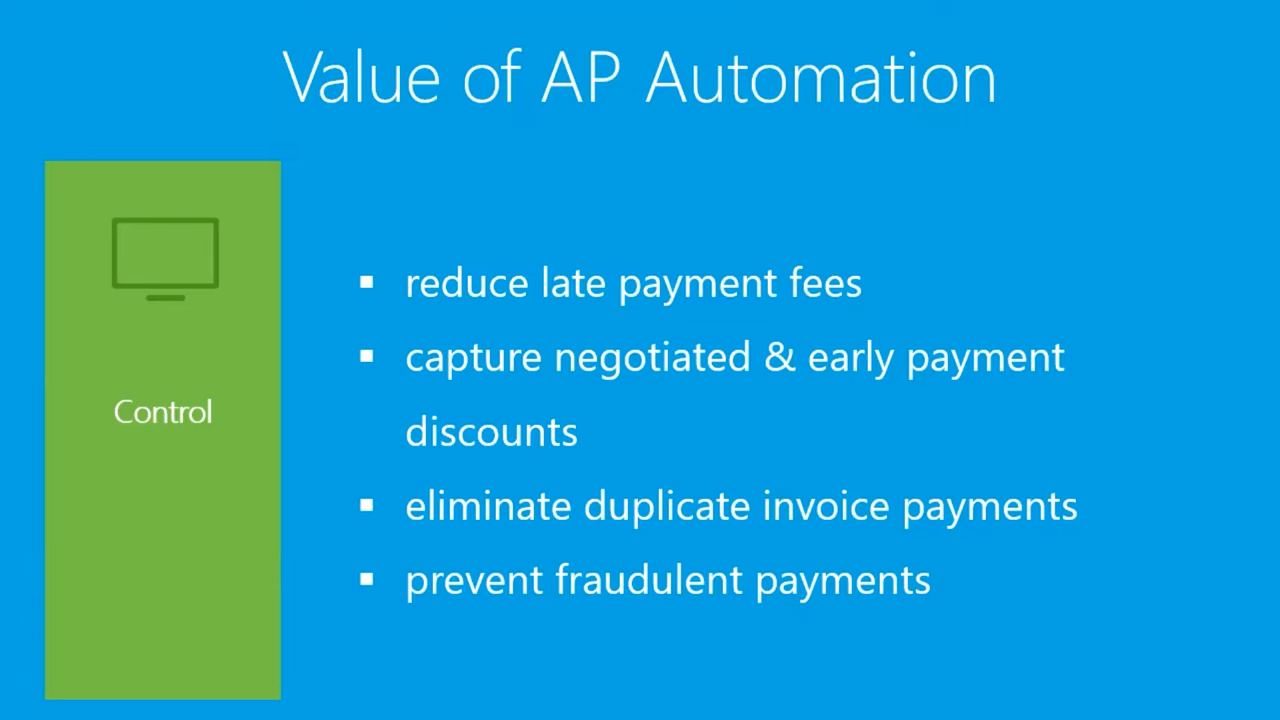 Value of AP Automation
Control
▪ reduce late payment fees
▪ capture negotiated & early payment
discounts
▪ eliminate duplicate invoice payments
▪ prevent fraudulent payments